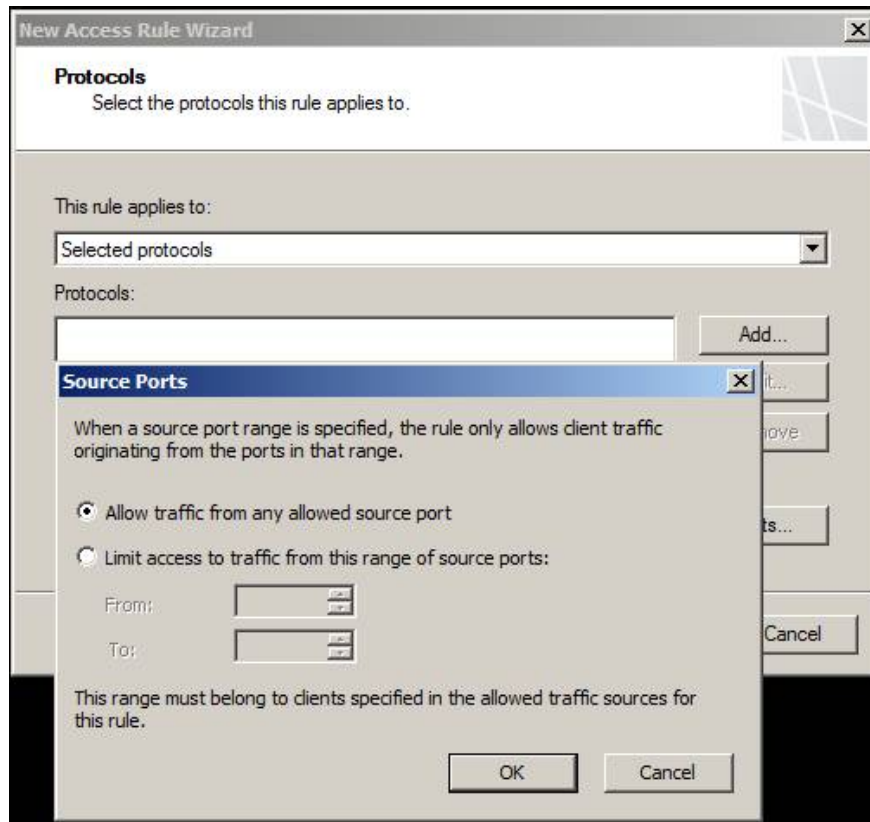 New Access Rule Wizard
Protocols
Select the protocols this rule applies to.
This rule applies to:
Selected protocols
Protocols:
Add...
Source Ports
it...
When a source port range is specified, the rule only allows client traffic
originating from the ports in that range.
ove
Allow traffic from any allowed source port
ts...
Limit access to traffic from this range of source ports:
From:
To:
Cancel
This range must belong to clients specified in the allowed traffic sources for
this rule.
OK
Cancel